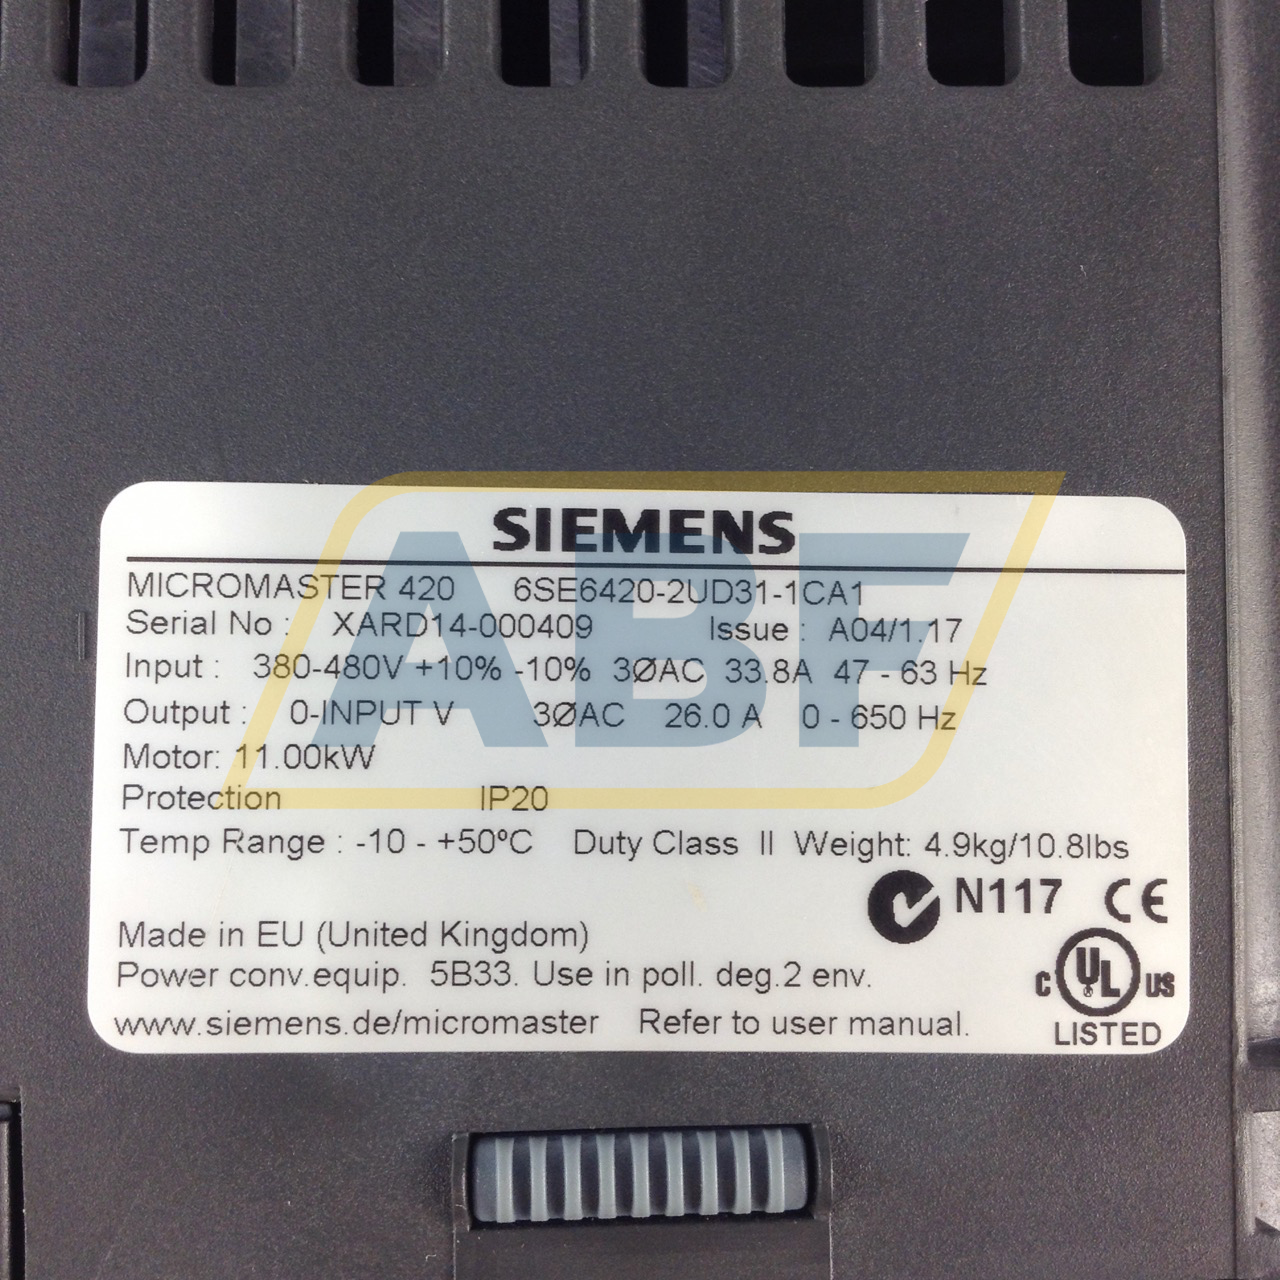 SIEMENS
MICROMASTER 420 6SE6420-2UD31-1CA1
Serial No : XARD14-000409 Issue : A04/1.17
Input : 380-480V +10% -10% 3ØAC 33.8A 47 - 63 Hz
Output : 0-INPUT V 3ØAC 26.0 A 0 - 650 Hz
Motor: 11.00kW
Protection IP20
Temp Range : -10 - +50ºC Duty Class II Weight: 4.9kg/10.8lbs
N117 CE
Made in EU (United Kingdom)
Power conv.equip. 5B33. Use in poll. deg.2 env.
C UL US
www.siemens.de/micromaster Refer to user manual.
LISTED
ABF